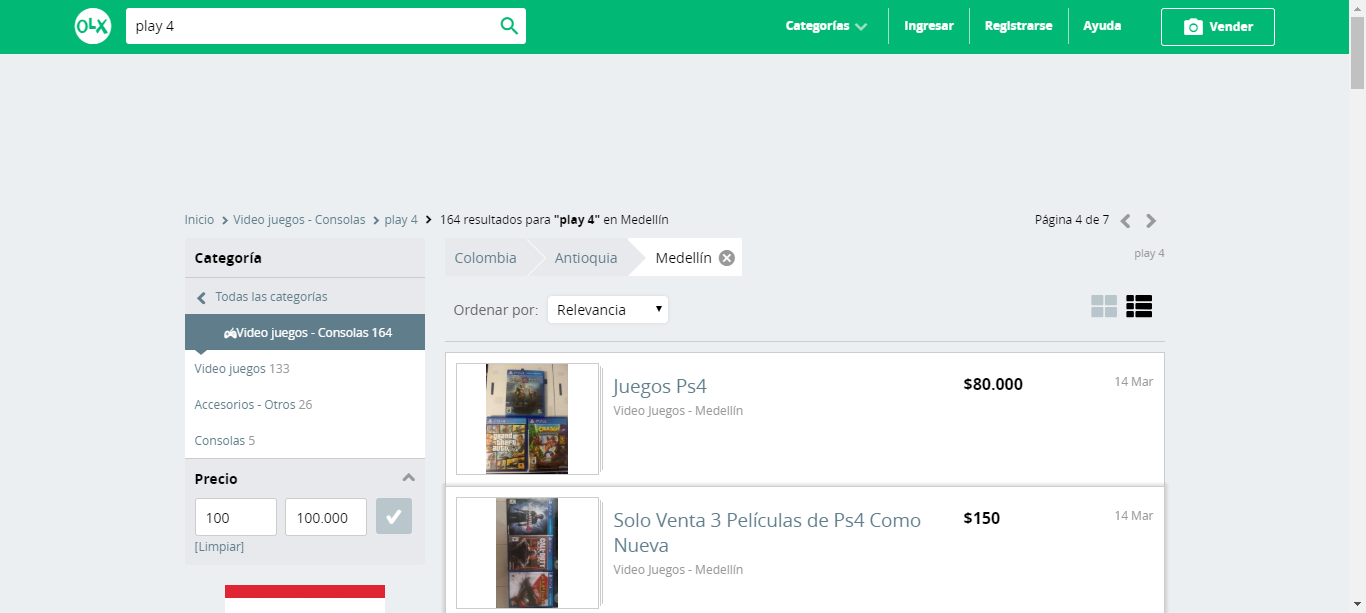 OLX
play 4
Categorías
Ingresar
Registrarse
Ayuda
Vender
Inicio > Video juegos - Consolas > play 4 > 164 resultados para "play 4" en Medellín
Página 4 de 7
play 4
Categoría
Todas las categorías
Video juegos - Consolas 164
Video juegos 133
Accesorios - Otros 26
Consolas 5
Precio
100
100.000
[Limpiar]
Colombia
Antioquia
Medellín
Ordenar por:
Relevancia
Juegos Ps4
Video Juegos - Medellín
$80.000
14 Mar
Solo Venta 3 Películas de Ps4 Como
Nueva
Video Juegos - Medellín
$150
14 Mar